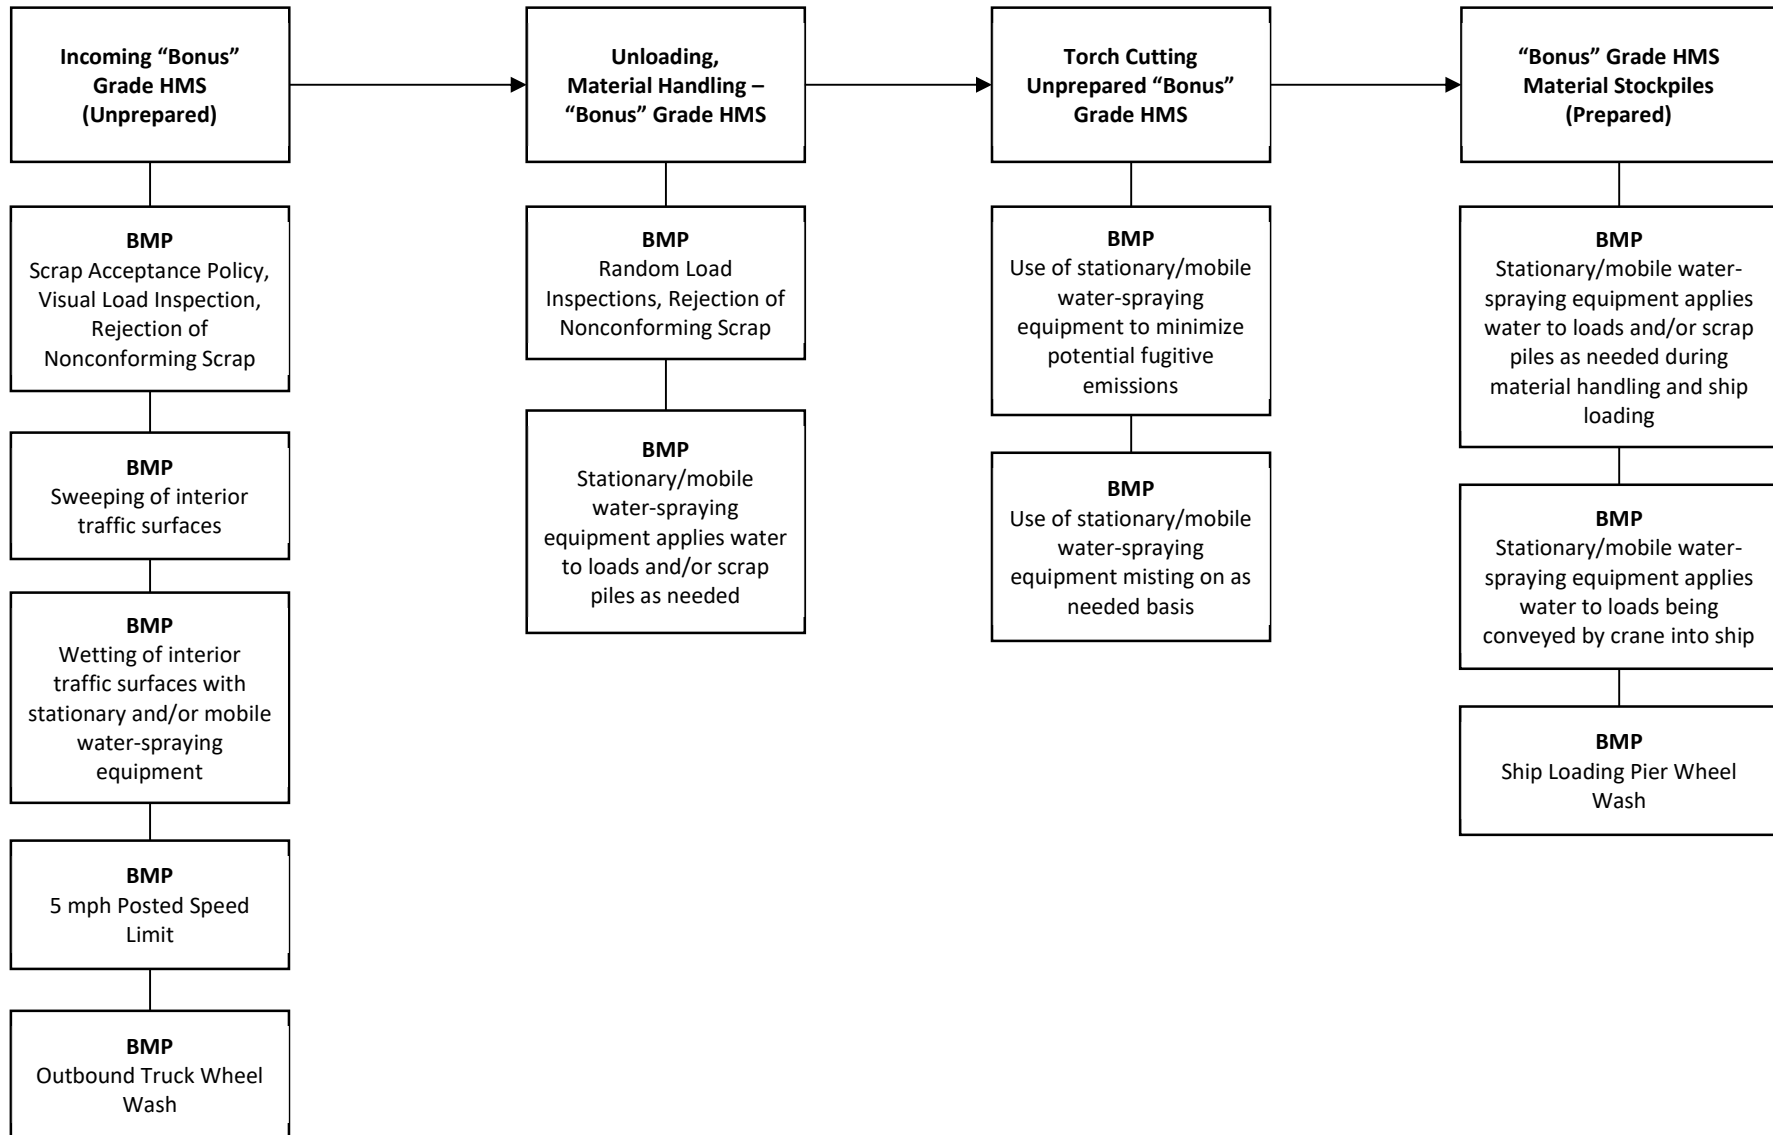 Incoming “Bonus”
Grade HMS
(Unprepared)
Unloading,
Material Handling –
“Bonus” Grade HMS
Torch Cutting
Unprepared “Bonus”
Grade HMS
“Bonus” Grade HMS
Material Stockpiles
(Prepared)
BMP
Scrap Acceptance Policy,
Visual Load Inspection,
Rejection of
Nonconforming Scrap
BMP
Sweeping of interior
traffic surfaces
BMP
Wetting of interior
traffic surfaces with
stationary and/or mobile
water-spraying
equipment
BMP
5 mph Posted Speed
Limit
BMP
Outbound Truck Wheel
Wash
BMP
Random Load
Inspections, Rejection of
Nonconforming Scrap
BMP
Stationary/mobile
water-spraying
equipment applies water
to loads and/or scrap
piles as needed
BMP
Use of stationary/mobile
water-spraying
equipment to minimize
potential fugitive
emissions
BMP
Use of stationary/mobile
water-spraying
equipment misting on as
needed basis
BMP
Stationary/mobile water-
spraying equipment applies
water to loads and/or scrap
piles as needed during
material handling and ship
loading
BMP
Stationary/mobile water-
spraying equipment applies
water to loads being
conveyed by crane into ship
BMP
Ship Loading Pier Wheel
Wash